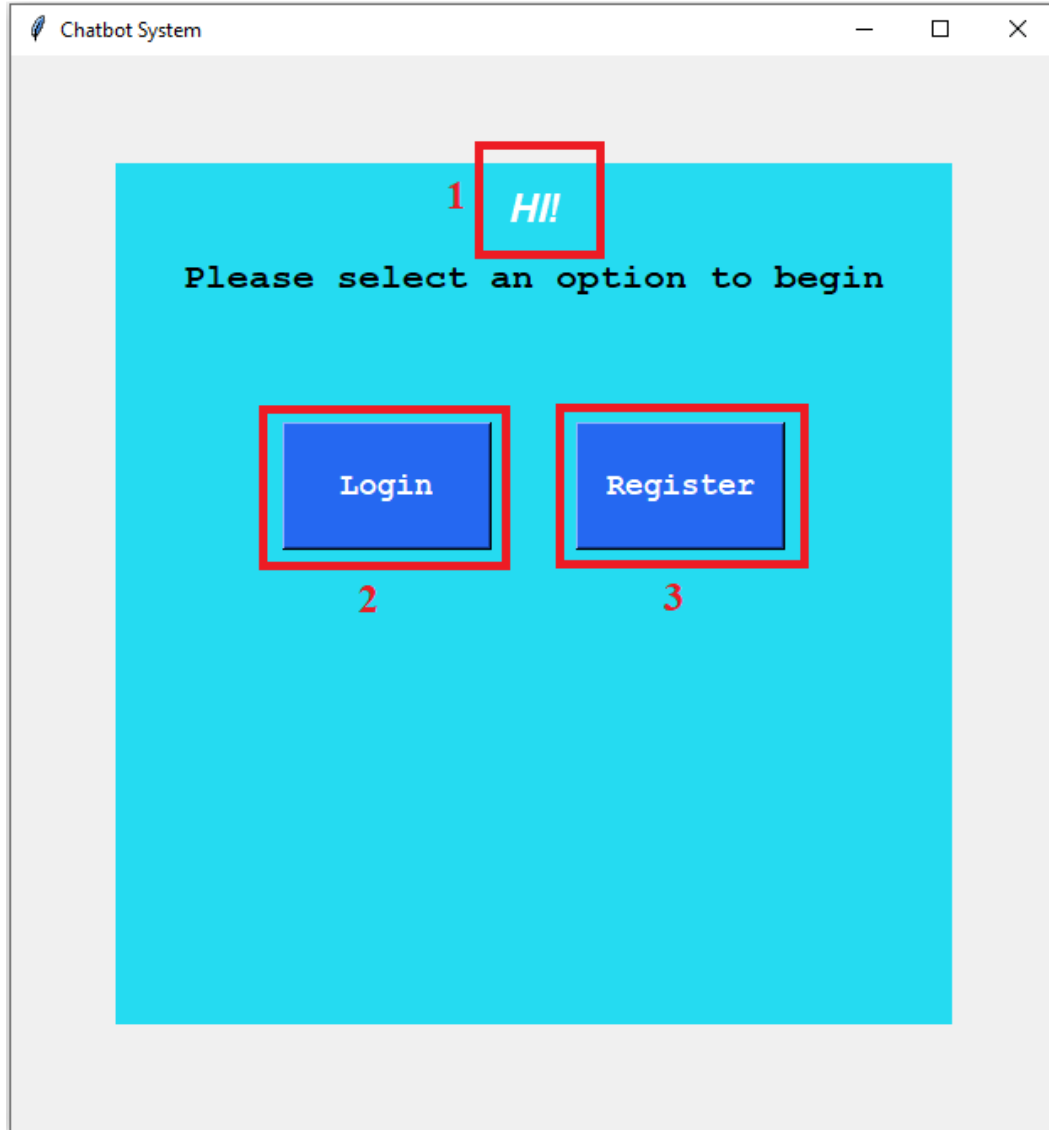 Chatbot System
1
HI!
Please select an option to begin
Login
Register
2
3